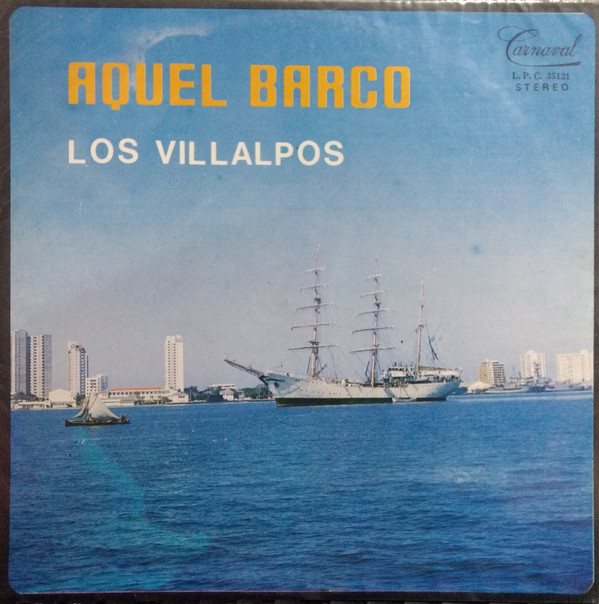 Carnaval
L. P. C. 35121
STEREO
AQUEL BARCO
LOS VILLALPOS